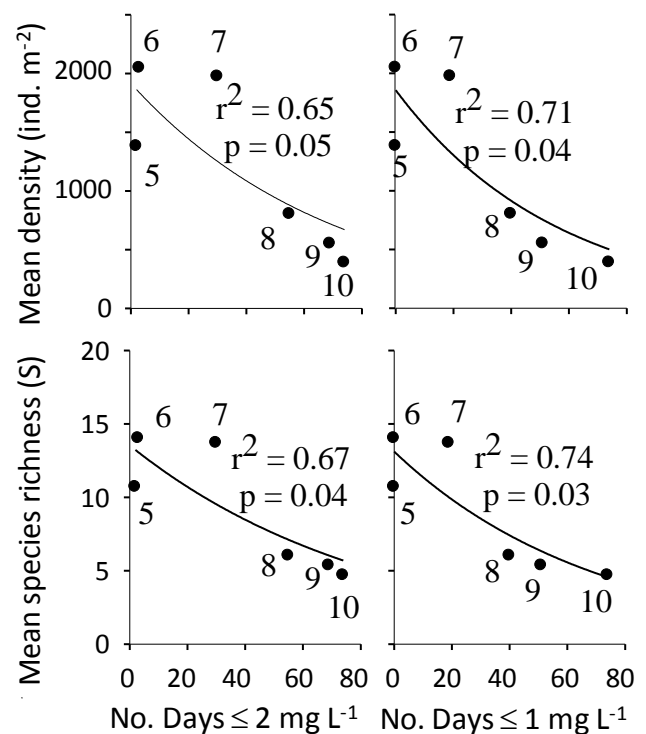 Mean density (ind. m⁻²)
2000
1000
0
6
7
r² = 0.65
p = 0.05
5
8
9
10
6
7
r² = 0.71
p = 0.04
5
8
9
10
Mean species richness (S)
20
15
10
5
0
6
7
r² = 0.67
p = 0.04
5
8
9
10
0 20 40 60 80
No. Days ≤ 2 mg L⁻¹
6
7
r² = 0.74
p = 0.03
5
8
9
10
0 20 40 60 80
No. Days ≤ 1 mg L⁻¹